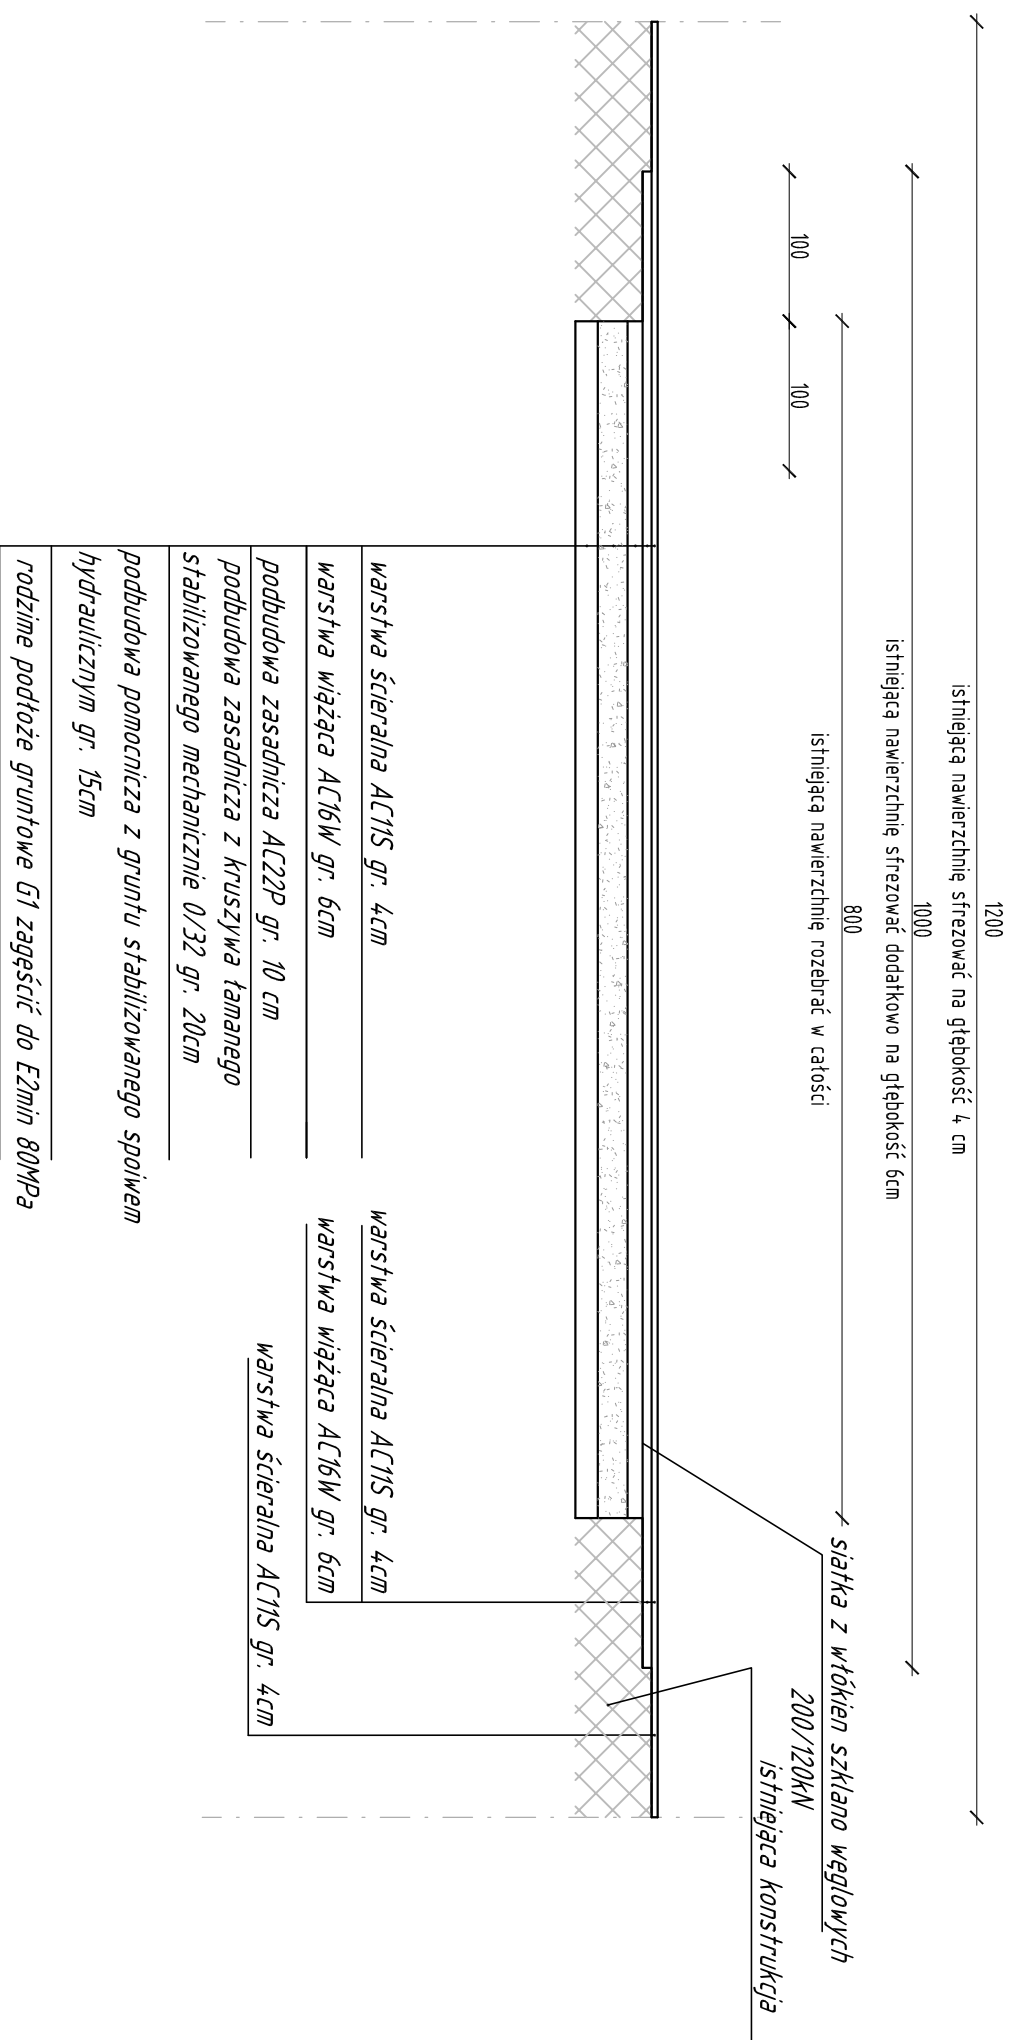 1200
istniejącą nawierzchnię sfrezować na głębokość 4 cm
1000
istniejącą nawierzchnię sfrezować dodatkowo na głębokość 6cm
800
istniejącą nawierzchnię rozebrać w całości
100
100
siatka z włókien szklano węglowych
200/120kN
istniejąca konstrukcja
warstwa ścieralna AC11S gr. 4cm
warstwa wiążąca AC16W gr. 6cm
podbudowa zasadnicza AC22P gr. 10 cm
podbudowa zasadnicza z kruszywa łamanego
stabilizowanego mechanicznie 0/32 gr. 20cm
podbudowa pomocnicza z gruntu stabilizowanego spoiwem
hydraulicznym gr. 15cm
rodzime podłoże gruntowe G1 zagęścić do E2min 80MPa
warstwa ścieralna AC11S gr. 4cm
warstwa wiążąca AC16W gr. 6cm
warstwa ścieralna AC11S gr. 4cm